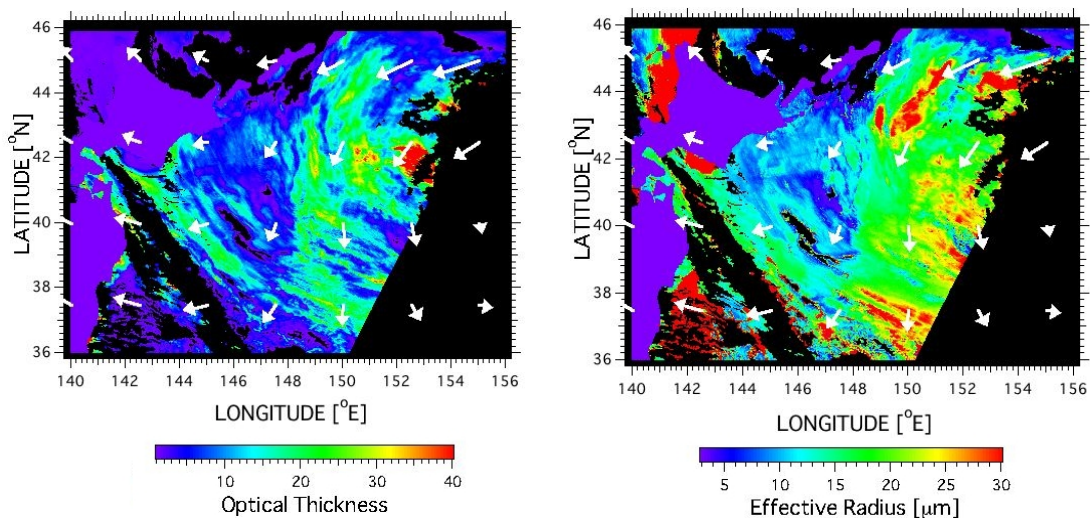 46
44
42
40
38
36
LATITUDE [°N]
140 142 144 146 148 150 152 154 156
LONGITUDE [°E]
10 20 30 40
Optical Thickness
46
44
42
40
38
36
LATITUDE [°N]
140 142 144 146 148 150 152 154 156
LONGITUDE [°E]
5 10 15 20 25 30
Effective Radius [μm]